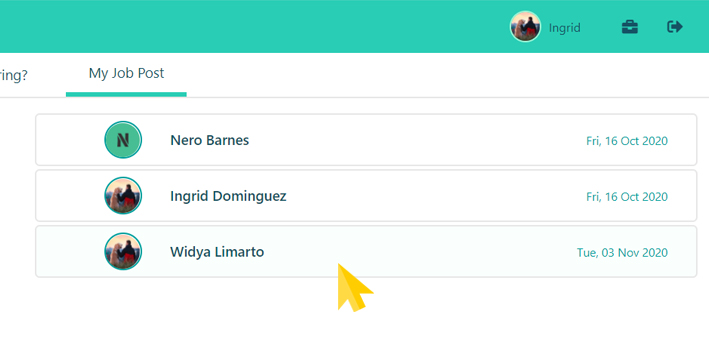 Ingrid
ring?
My Job Post
N
Nero Barnes
Fri, 16 Oct 2020
Ingrid Dominguez
Fri, 16 Oct 2020
Widya Limarto
Tue, 03 Nov 2020